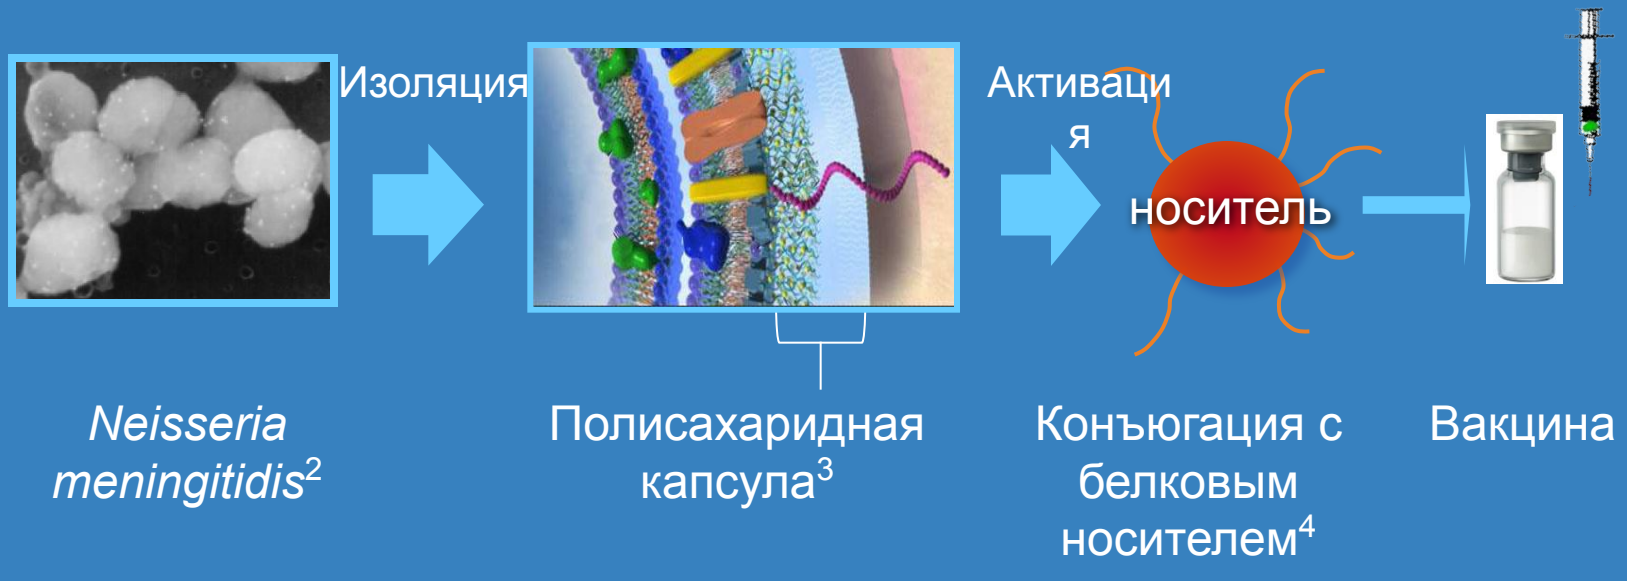 Изоляция
Активаци
я
носитель
Neisseria
meningitidis2
Полисахаридная
капсула3
Конъюгация с
белковым
носителем4
Вакцина